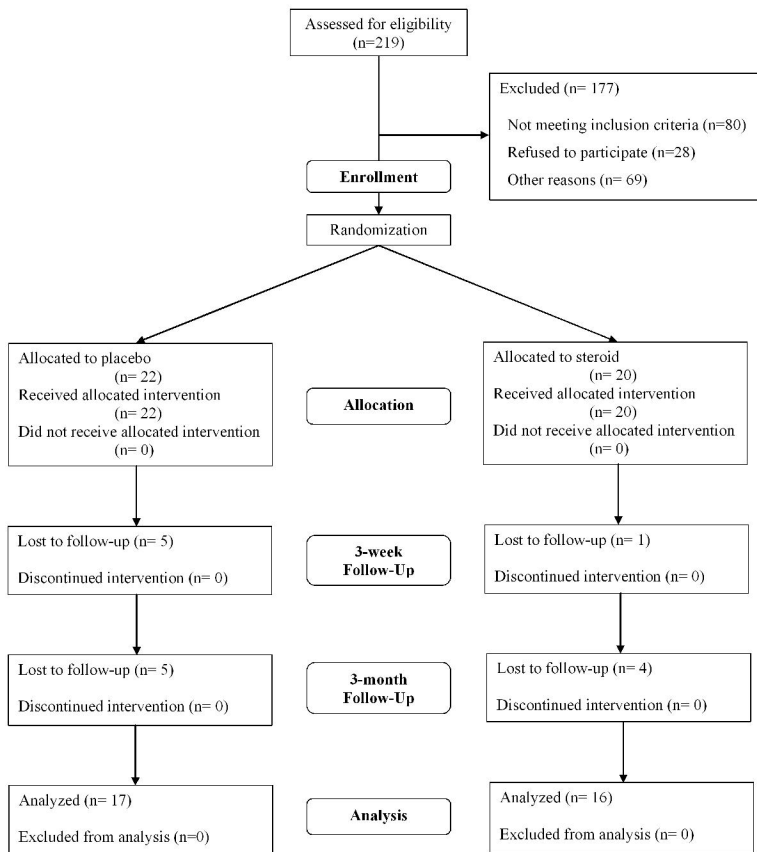 Assessed for eligibility
(n=219)
Excluded (n= 177)
Not meeting inclusion criteria (n=80)
Refused to participate (n=28)
Other reasons (n= 69)
Enrollment
Randomization
Allocated to placebo
(n= 22)
Received allocated intervention
(n= 22)
Did not receive allocated intervention
(n= 0)
Allocation
Allocated to steroid
(n= 20)
Received allocated intervention
(n= 20)
Did not receive allocated intervention
(n= 0)
Lost to follow-up (n= 5)
Discontinued intervention (n= 0)
3-week
Follow-Up
Lost to follow-up (n= 1)
Discontinued intervention (n= 0)
Lost to follow-up (n= 5)
Discontinued intervention (n= 0)
3-month
Follow-Up
Lost to follow-up (n= 4)
Discontinued intervention (n= 0)
Analyzed (n= 17)
Excluded from analysis (n=0)
Analysis
Analyzed (n= 16)
Excluded from analysis (n= 0)